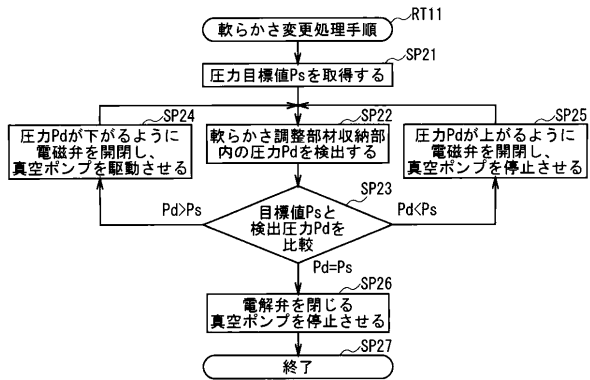 RT11
軟らかさ変更処理手順
SP21
圧力目標値Psを取得する
SP24
圧力Pdが下がるように
電磁弁を開閉し、
真空ポンプを駆動させる
SP22
軟らかさ調整部材収納部
内の圧力Pdを検出する
SP25
圧力Pdが上がるように
電磁弁を開閉し、
真空ポンプを停止させる
SP23
Pd>Ps
目標値Psと
検出圧力Pdを
比較
Pd<Ps
Pd=Ps
SP26
電解弁を閉じる
真空ポンプを停止させる
SP27
終了